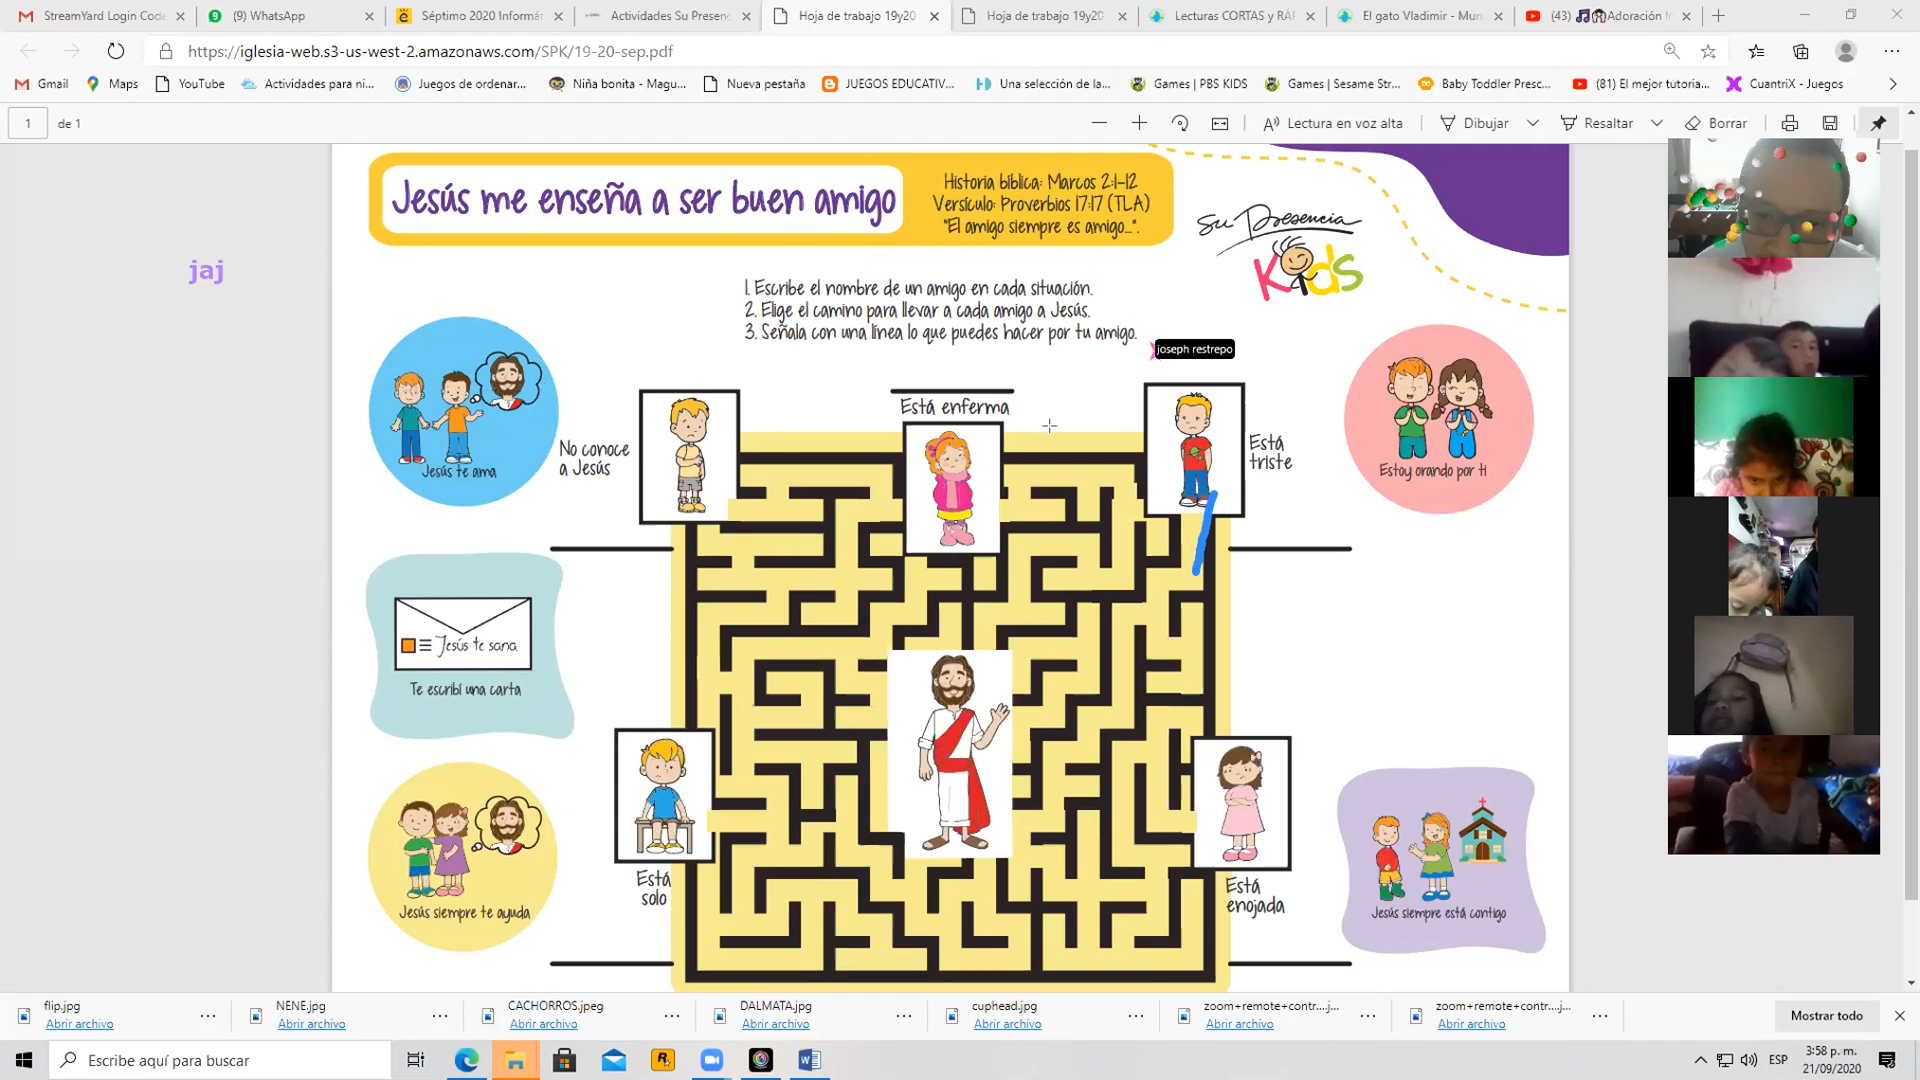 StreamYard Login Code
(9) WhatsApp
Séptimo 2020 Informát
Actividades Su Presenc
Hoja de trabajo 19y20
Hoja de trabajo 19y20
Lecturas CORTAS y RÁP
El gato Vladimir - Mun
(43) Adoración I
https://iglesia-web.s3-us-west-2.amazonaws.com/SPK/19-20-sep.pdf
Gmail
Maps
YouTube
Actividades para ni...
Juegos de ordenar...
Niña bonita - Magu...
Nueva pestaña
JUEGOS EDUCATIV...
Una selección de la...
Games | PBS KIDS
Games | Sesame Str...
Baby Toddler Presc...
(81) El mejor tutoria...
CuantriX - Juegos
1
de 1
Lectura en voz alta
Dibujar
Resaltar
Borrar
Jesús me enseña a ser buen amigo
Historia bíblica: Marcos 2:1-12
Versículo: Proverbios 17:17 (TLA)
"El amigo siempre es amigo...".
Su Presencia
Kids
jaj
1. Escribe el nombre de un amigo en cada situación.
2. Elige el camino para llevar a cada amigo a Jesús.
3. Señala con una línea lo que puedes hacer por tu amigo.
joseph restrepo
Está enferma
No conoce
a Jesús
Está
triste
Jesús te ama
Estoy orando por ti
Jesús te sana
Te escribí una carta
Está
solo
Está
enojada
Jesús siempre te ayuda
Jesús siempre está contigo
flip.jpg
Abrir archivo
NENE.jpg
Abrir archivo
CACHORROS.jpeg
Abrir archivo
DALMATA.jpg
Abrir archivo
cuphead.jpg
Abrir archivo
zoom+remote+contr....j...
Abrir archivo
zoom+remote+contr....j...
Abrir archivo
Mostrar todo
Escribe aquí para buscar
ESP
3:58 p. m.
21/09/2020